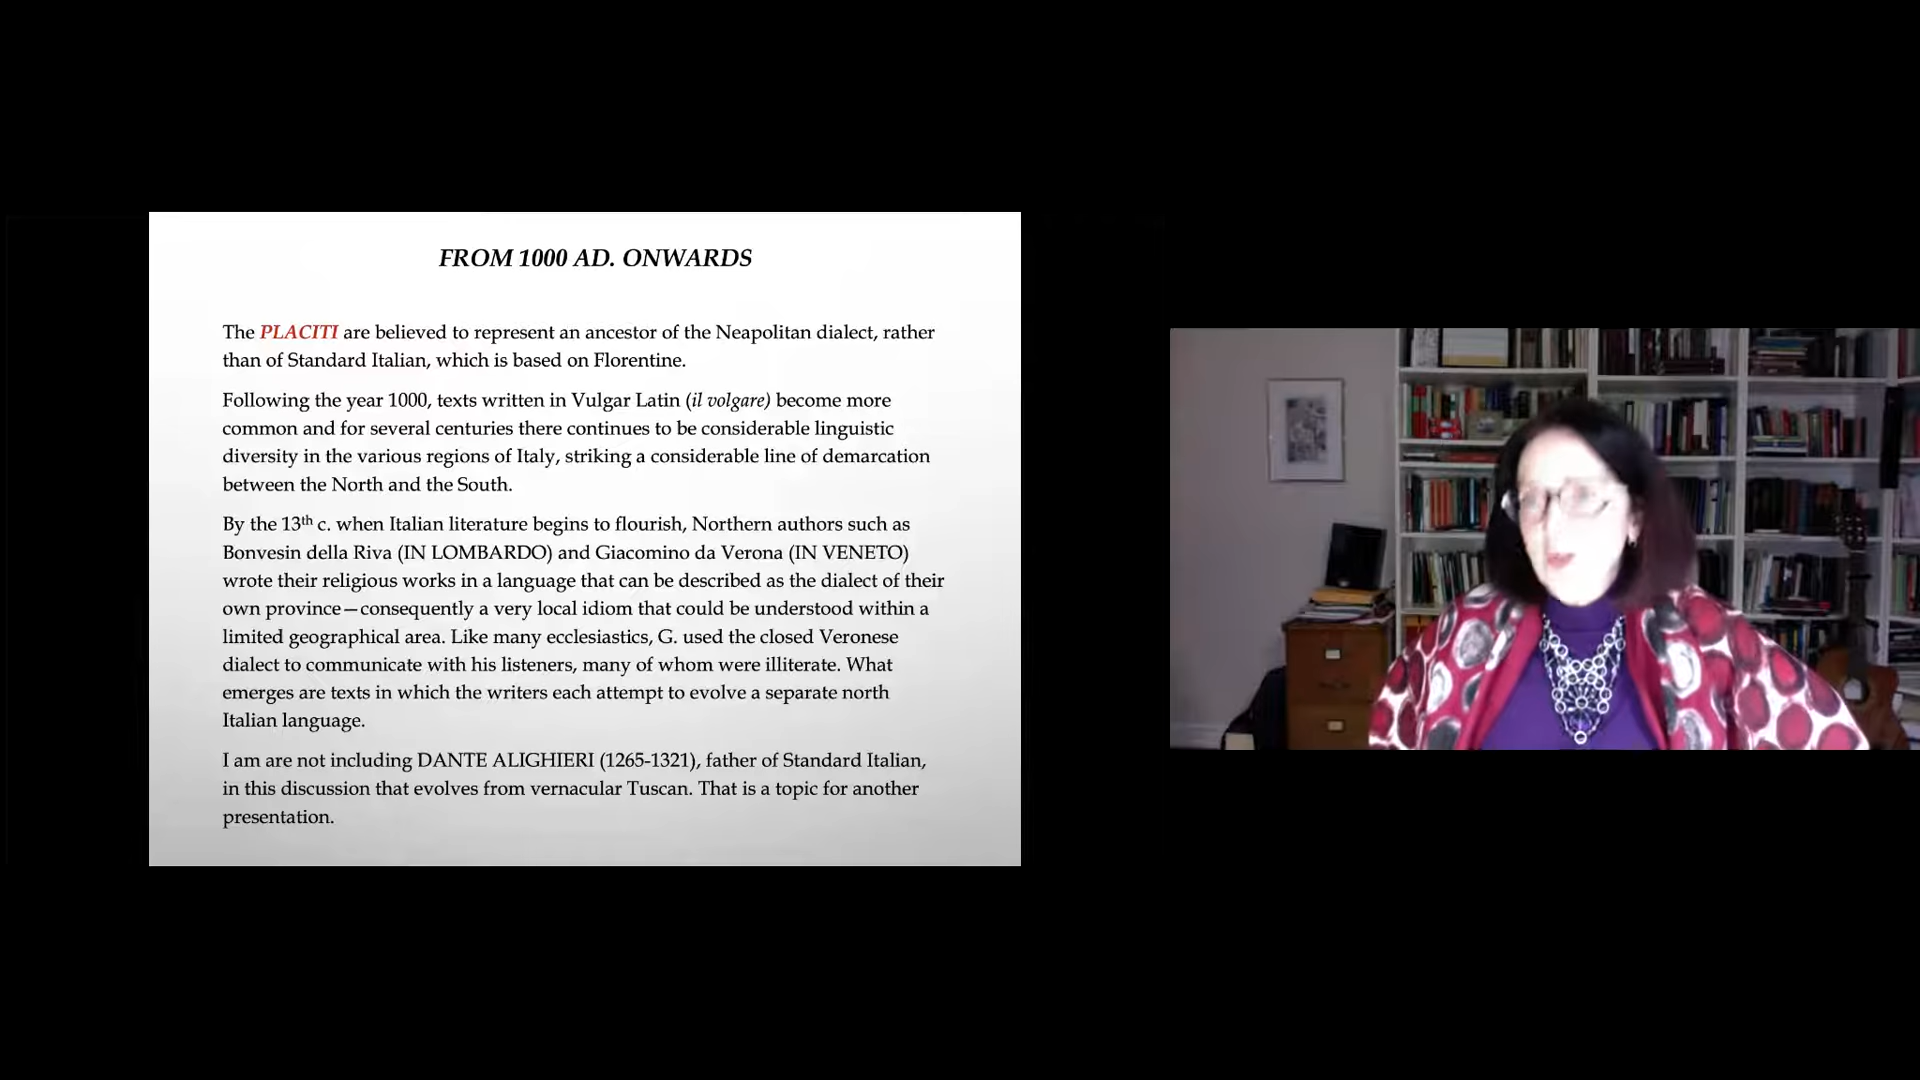 FROM 1000 AD. ONWARDS
The PLACITI are believed to represent an ancestor of the Neapolitan dialect, rather
than of Standard Italian, which is based on Florentine.
Following the year 1000, texts written in Vulgar Latin (il volgare) become more
common and for several centuries there continues to be considerable linguistic
diversity in the various regions of Italy, striking a considerable line of demarcation
between the North and the South.
By the 13th c. when Italian literature begins to flourish, Northern authors such as
Bonvesin della Riva (IN LOMBARDO) and Giacomino da Verona (IN VENETO)
wrote their religious works in a language that can be described as the dialect of their
own province—consequently a very local idiom that could be understood within a
limited geographical area. Like many ecclesiastics, G. used the closed Veronese
dialect to communicate with his listeners, many of whom were illiterate. What
emerges are texts in which the writers each attempt to evolve a separate north
Italian language.
I am are not including DANTE ALIGHIERI (1265-1321), father of Standard Italian,
in this discussion that evolves from vernacular Tuscan. That is a topic for another
presentation.